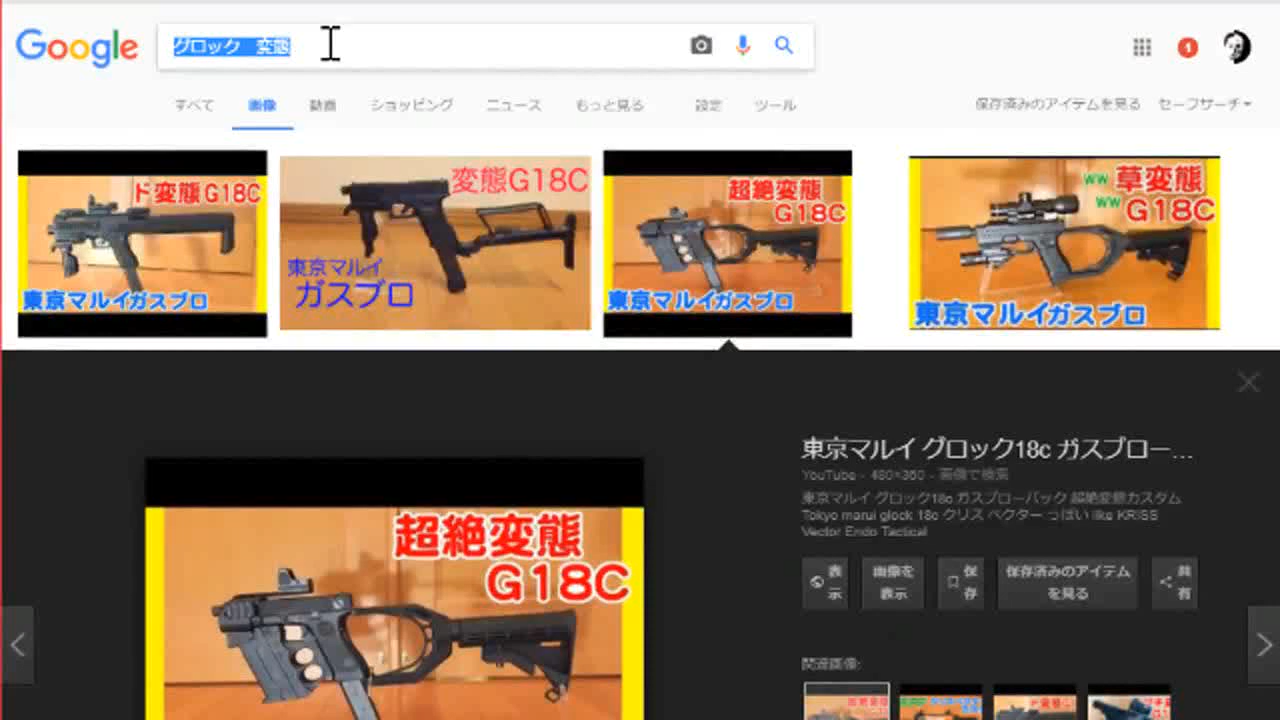 Google
グロック 変態
1
すべて 画像 動画 ショッピング ニュース もっと見る 設定 ツール
保存済みのアイテムを見る セーフサーチ
ド変態G18C
東京マルイガスブロ
変態G18C
東京マルイ
ガスブロ
超絶変態
G18C
東京マルイガスブロ
ww 草変態
ww G18C
東京マルイガスブロ
東京マルイ グロック18c ガスブロー...
YouTube - 480×360 - 画像で検索
東京マルイ グロック18c ガスブローバック 超絶変態カスタム
Tokyo marui glock 18c クリス ベクター っぽい like KRISS
Vector Endo Tactical
表示
画像を
表示
保存
保存済みのアイテム
を見る
共有
超絶変態
G18C
関連画像: